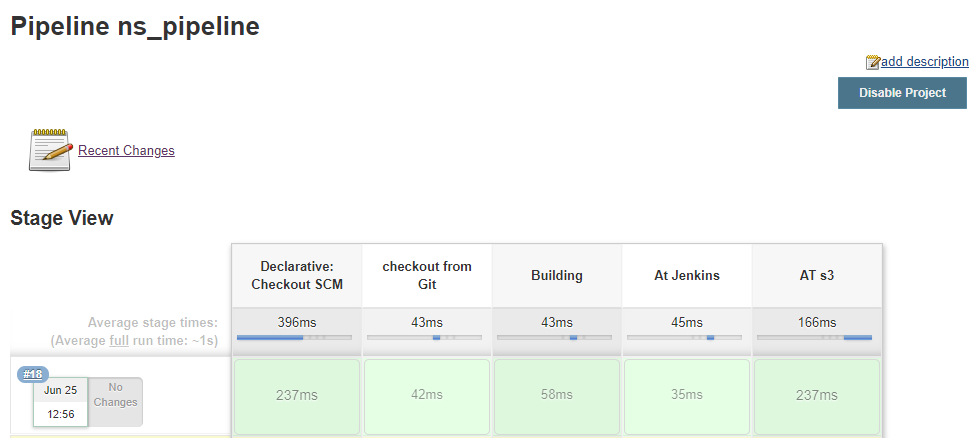 Pipeline ns_pipeline
add description
Disable Project
Recent Changes
Stage View
Declarative:
Checkout SCM
checkout from
Git
Building
At Jenkins
AT s3
Average stage times:
(Average full run time: ~1s)
396ms
43ms
43ms
45ms
166ms
#18
Jun 25
12:56
No
Changes
237ms
42ms
58ms
35ms
237ms